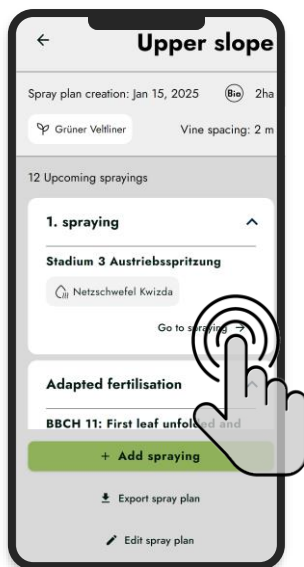 Upper slope
Spray plan creation: Jan 15, 2025 Bio 2ha
Grüner Veltliner Vine spacing: 2 m
12 Upcoming sprayings
1. spraying
Stadium 3 Austriebsspritzung
Netzschwefel Kwizda
Go to spraying →
Adapted fertilisation
BBCH 11: First leaf unfolded and
+ Add spraying
Export spray plan
Edit spray plan